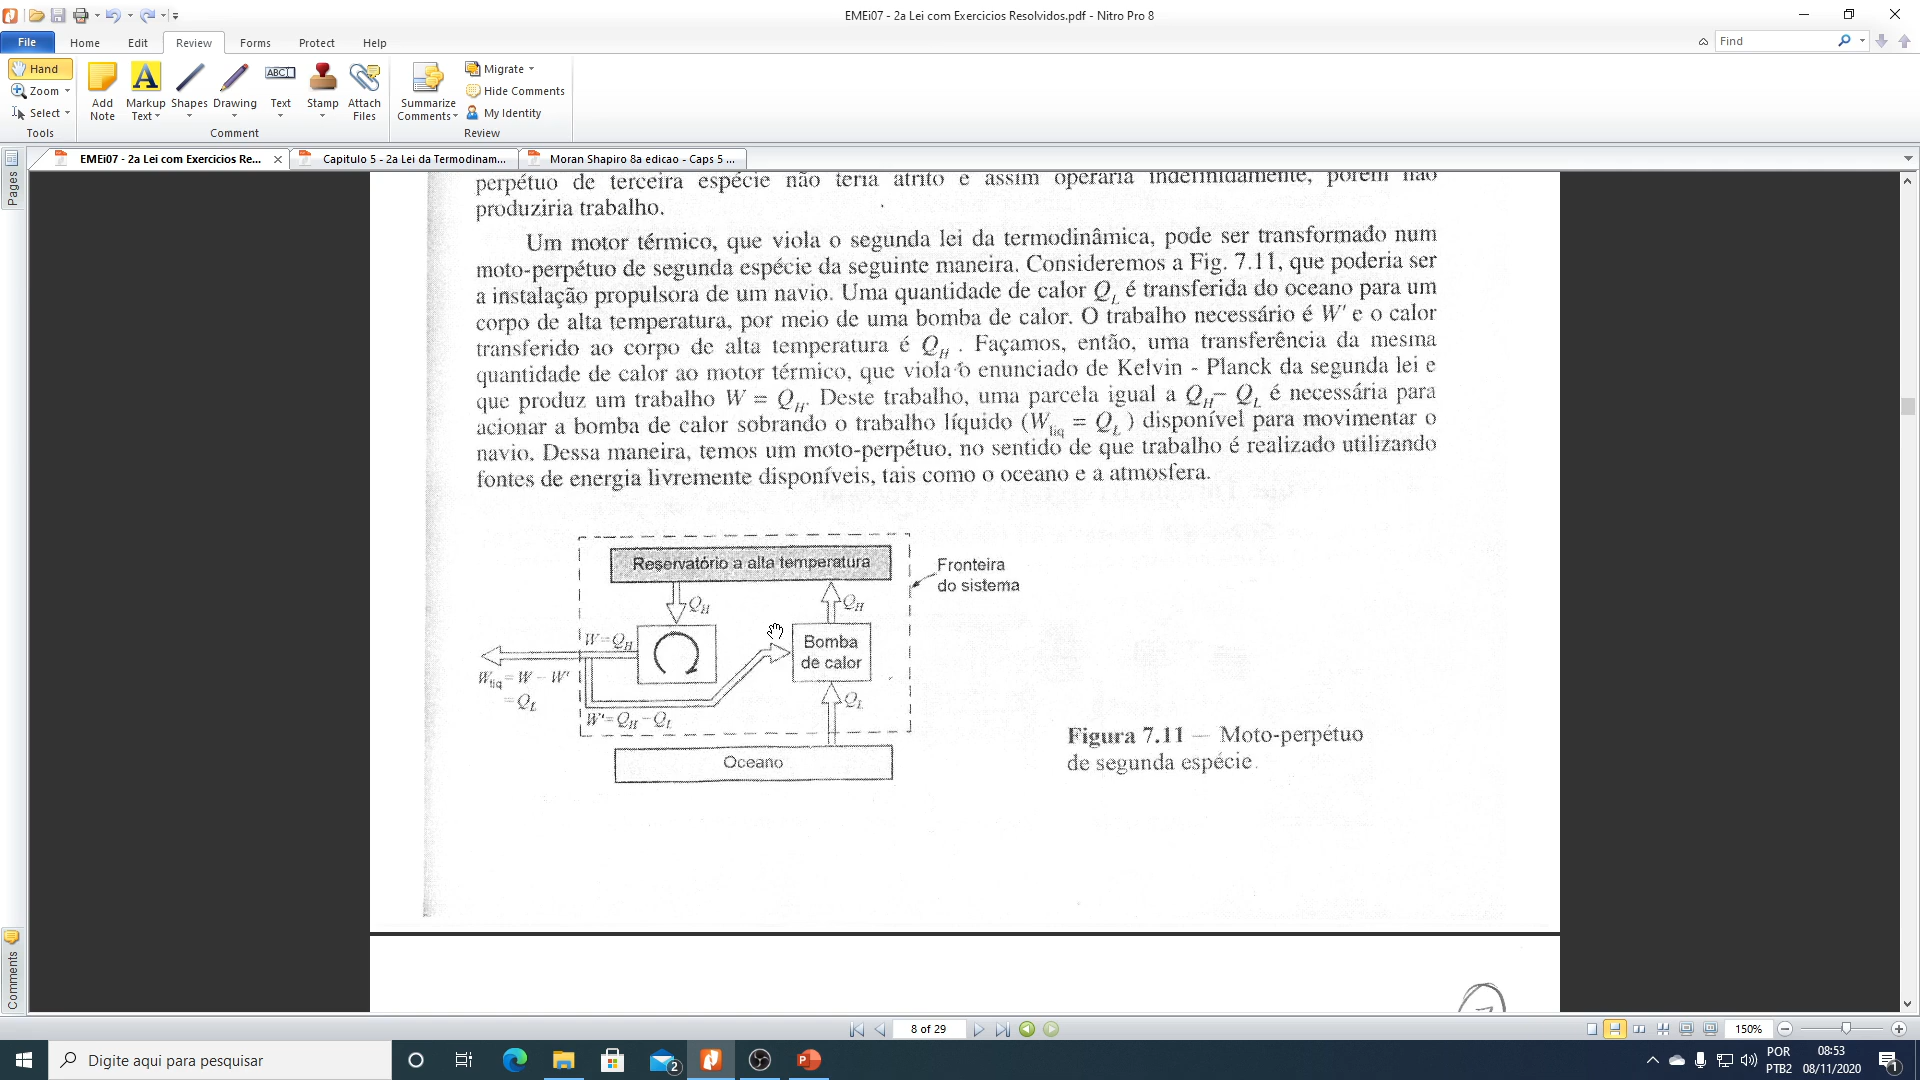 EMEi07 - 2a Lei com Exercicios Resolvidos.pdf - Nitro Pro 8
File Home Edit Review Forms Protect Help
Find
Hand
Zoom
Select
Tools
Add Note
Markup Text
Shapes
Drawing
Text
Stamp
Attach Files
Comment
Summarize Comments
Migrate
Hide Comments
My Identity
Review
EMEi07 - 2a Lei com Exercicios Re...
Capitulo 5 - 2a Lei da Termodinam...
Moran Shapiro 8a edicao - Caps 5 ...
Pages
Comments
perpétuo de terceira espécie não teria atrito e assim operaria indefinidamente, porém não
produziria trabalho.
Um motor térmico, que viola o segunda lei da termodinâmica, pode ser transformado num
moto-perpétuo de segunda espécie da seguinte maneira. Consideremos a Fig. 7.11, que poderia ser
a instalação propulsora de um navio. Uma quantidade de calor Q_L é transferida do oceano para um
corpo de alta temperatura, por meio de uma bomba de calor. O trabalho necessário é W' e o calor
transferido ao corpo de alta temperatura é Q_H . Façamos, então, uma transferência da mesma
quantidade de calor ao motor térmico, que viola o enunciado de Kelvin - Planck da segunda lei e
que produz um trabalho W = Q_H. Deste trabalho, uma parcela igual a Q_H– Q_L é necessária para
acionar a bomba de calor sobrando o trabalho líquido (W_liq = Q_L ) disponível para movimentar o
navio. Dessa maneira, temos um moto-perpétuo, no sentido de que trabalho é realizado utilizando
fontes de energia livremente disponíveis, tais como o oceano e a atmosfera.
Reservatório a alta temperatura
Fronteira
do sistema
Q_H
Q_H
W=Q_H
Bomba
de calor
W_liq = W – W'
=Q_L
Q_L
W'=Q_H –Q_L
Oceano
Figura 7.11 — Moto-perpétuo
de segunda espécie.
8 of 29
150%
Digite aqui para pesquisar
2
POR
PTB2
08:53
08/11/2020
1